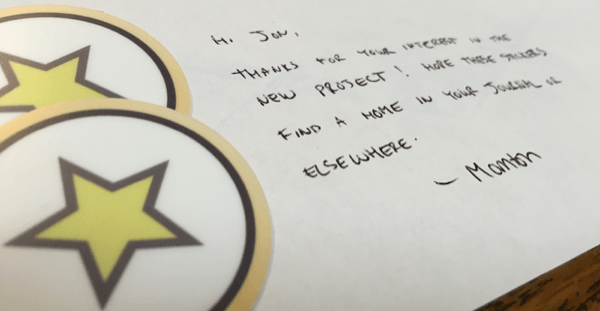 Hi Jon,
THANKS FOR YOUR INTEREST IN THE
NEW PROJECT! HOPE THESE STICKERS
FIND A HOME IN YOUR JOURNAL OR
ELSEWHERE.
— Manton